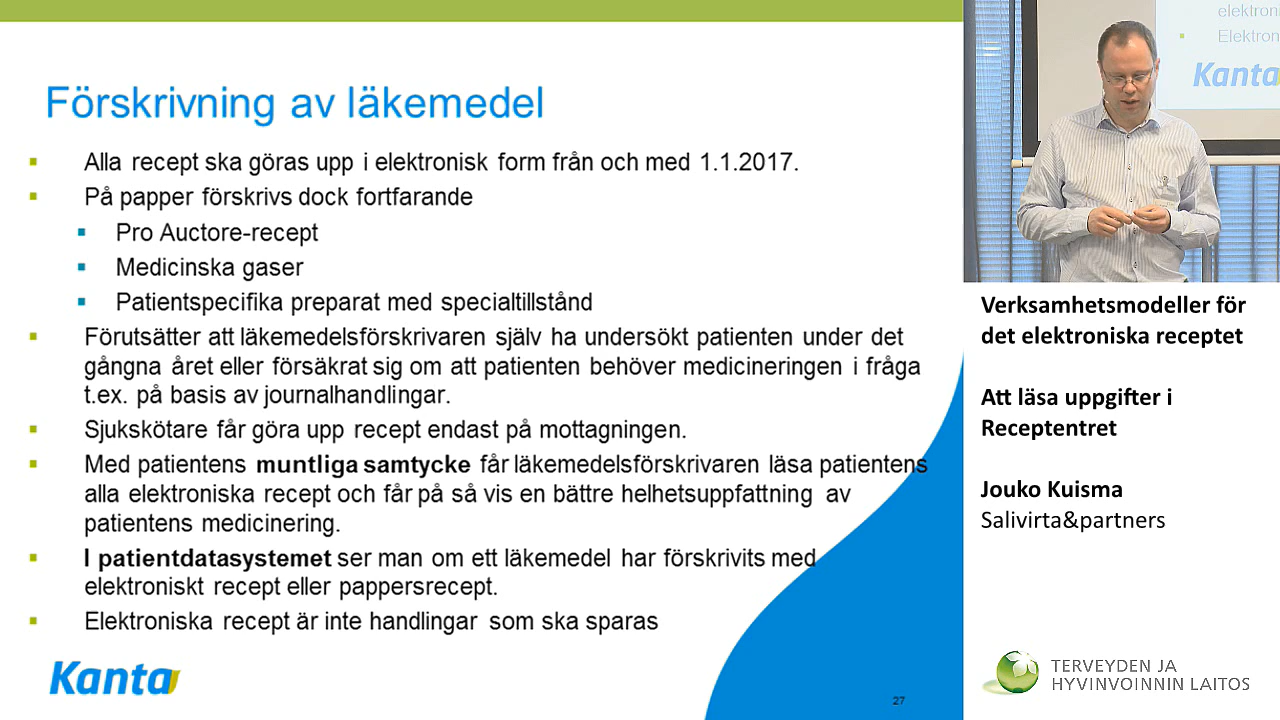 Förskrivning av läkemedel
Alla recept ska göras upp i elektronisk form från och med 1.1.2017.
På papper förskrivs dock fortfarande
Pro Auctore-recept
Medicinska gaser
Patientspecifika preparat med specialtillstånd
Förutsätter att läkemedelsförskrivaren själv ha undersökt patienten under det
gångna året eller försäkrat sig om att patienten behöver medicineringen i fråga
t.ex. på basis av journalhandlingar.
Sjukskötare får göra upp recept endast på mottagningen.
Med patientens muntliga samtycke får läkemedelsförskrivaren läsa patientens
alla elektroniska recept och får på så vis en bättre helhetsuppfattning av
patientens medicinering.
I patientdatasystemet ser man om ett läkemedel har förskrivits med
elektroniskt recept eller pappersrecept.
Elektroniska recept är inte handlingar som ska sparas
Kanta
27
elektron
Elektron
Kanta
Verksamhetsmodeller för
det elektroniska receptet
Att läsa uppgifter i
Receptentret
Jouko Kuisma
Salivirta&partners
TERVEYDEN JA
HYVINVOINNIN LAITOS